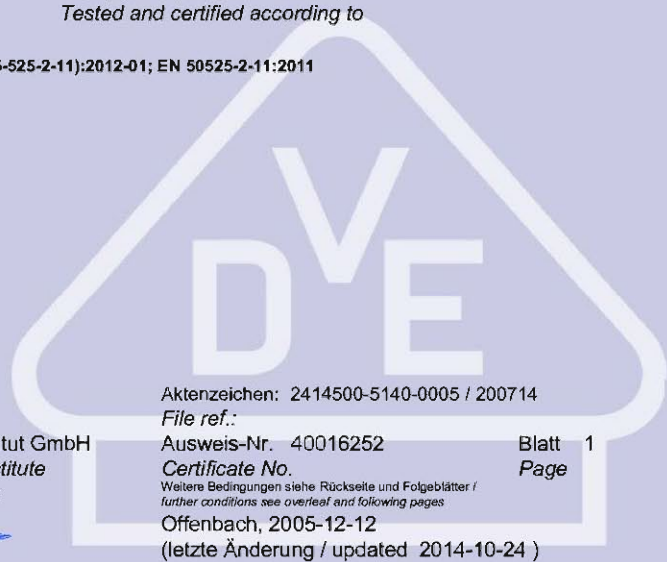 Tested and certified according to
-525-2-11):2012-01; EN 50525-2-11:2011
VDE
Aktenzeichen: 2414500-5140-0005 / 200714
File ref.:
tut GmbH Ausweis-Nr. 40016252 Blatt 1
titute Certificate No. Page
Weitere Bedingungen siehe Rückseite und Folgeblätter /
further conditions see overleaf and following pages
Offenbach, 2005-12-12
(letzte Änderung / updated 2014-10-24 )